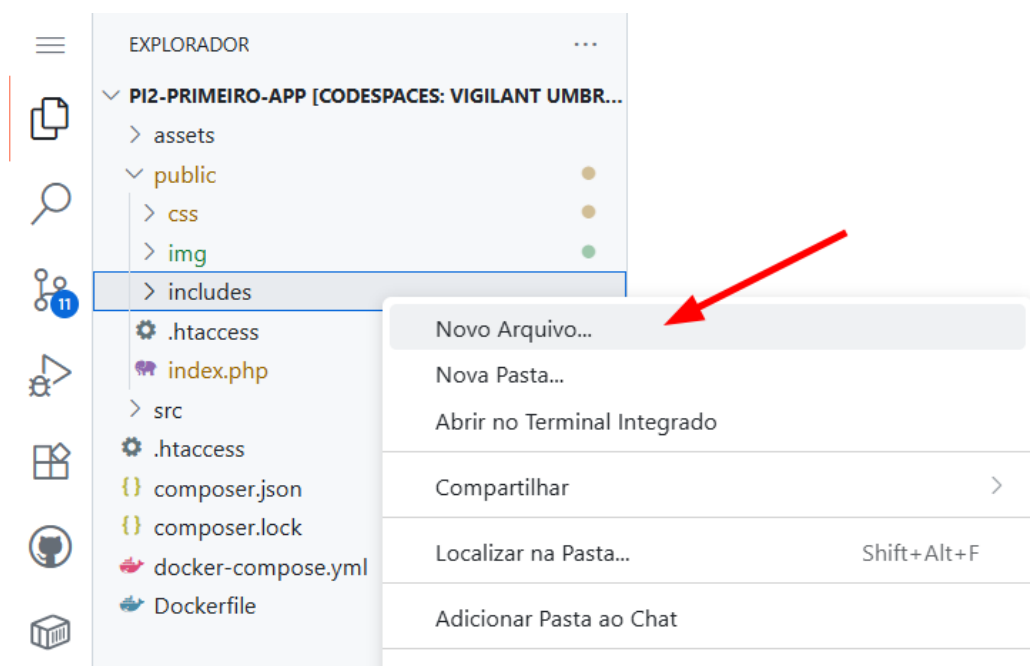 EXPLORADOR ...
PI2-PRIMEIRO-APP [CODESPACES: VIGILANT UMBR...
assets
public
css
img
includes
11
.htaccess
index.php
src
.htaccess
composer.json
composer.lock
docker-compose.yml
Dockerfile
Novo Arquivo...
Nova Pasta...
Abrir no Terminal Integrado
Compartilhar
Localizar na Pasta... Shift+Alt+F
Adicionar Pasta ao Chat